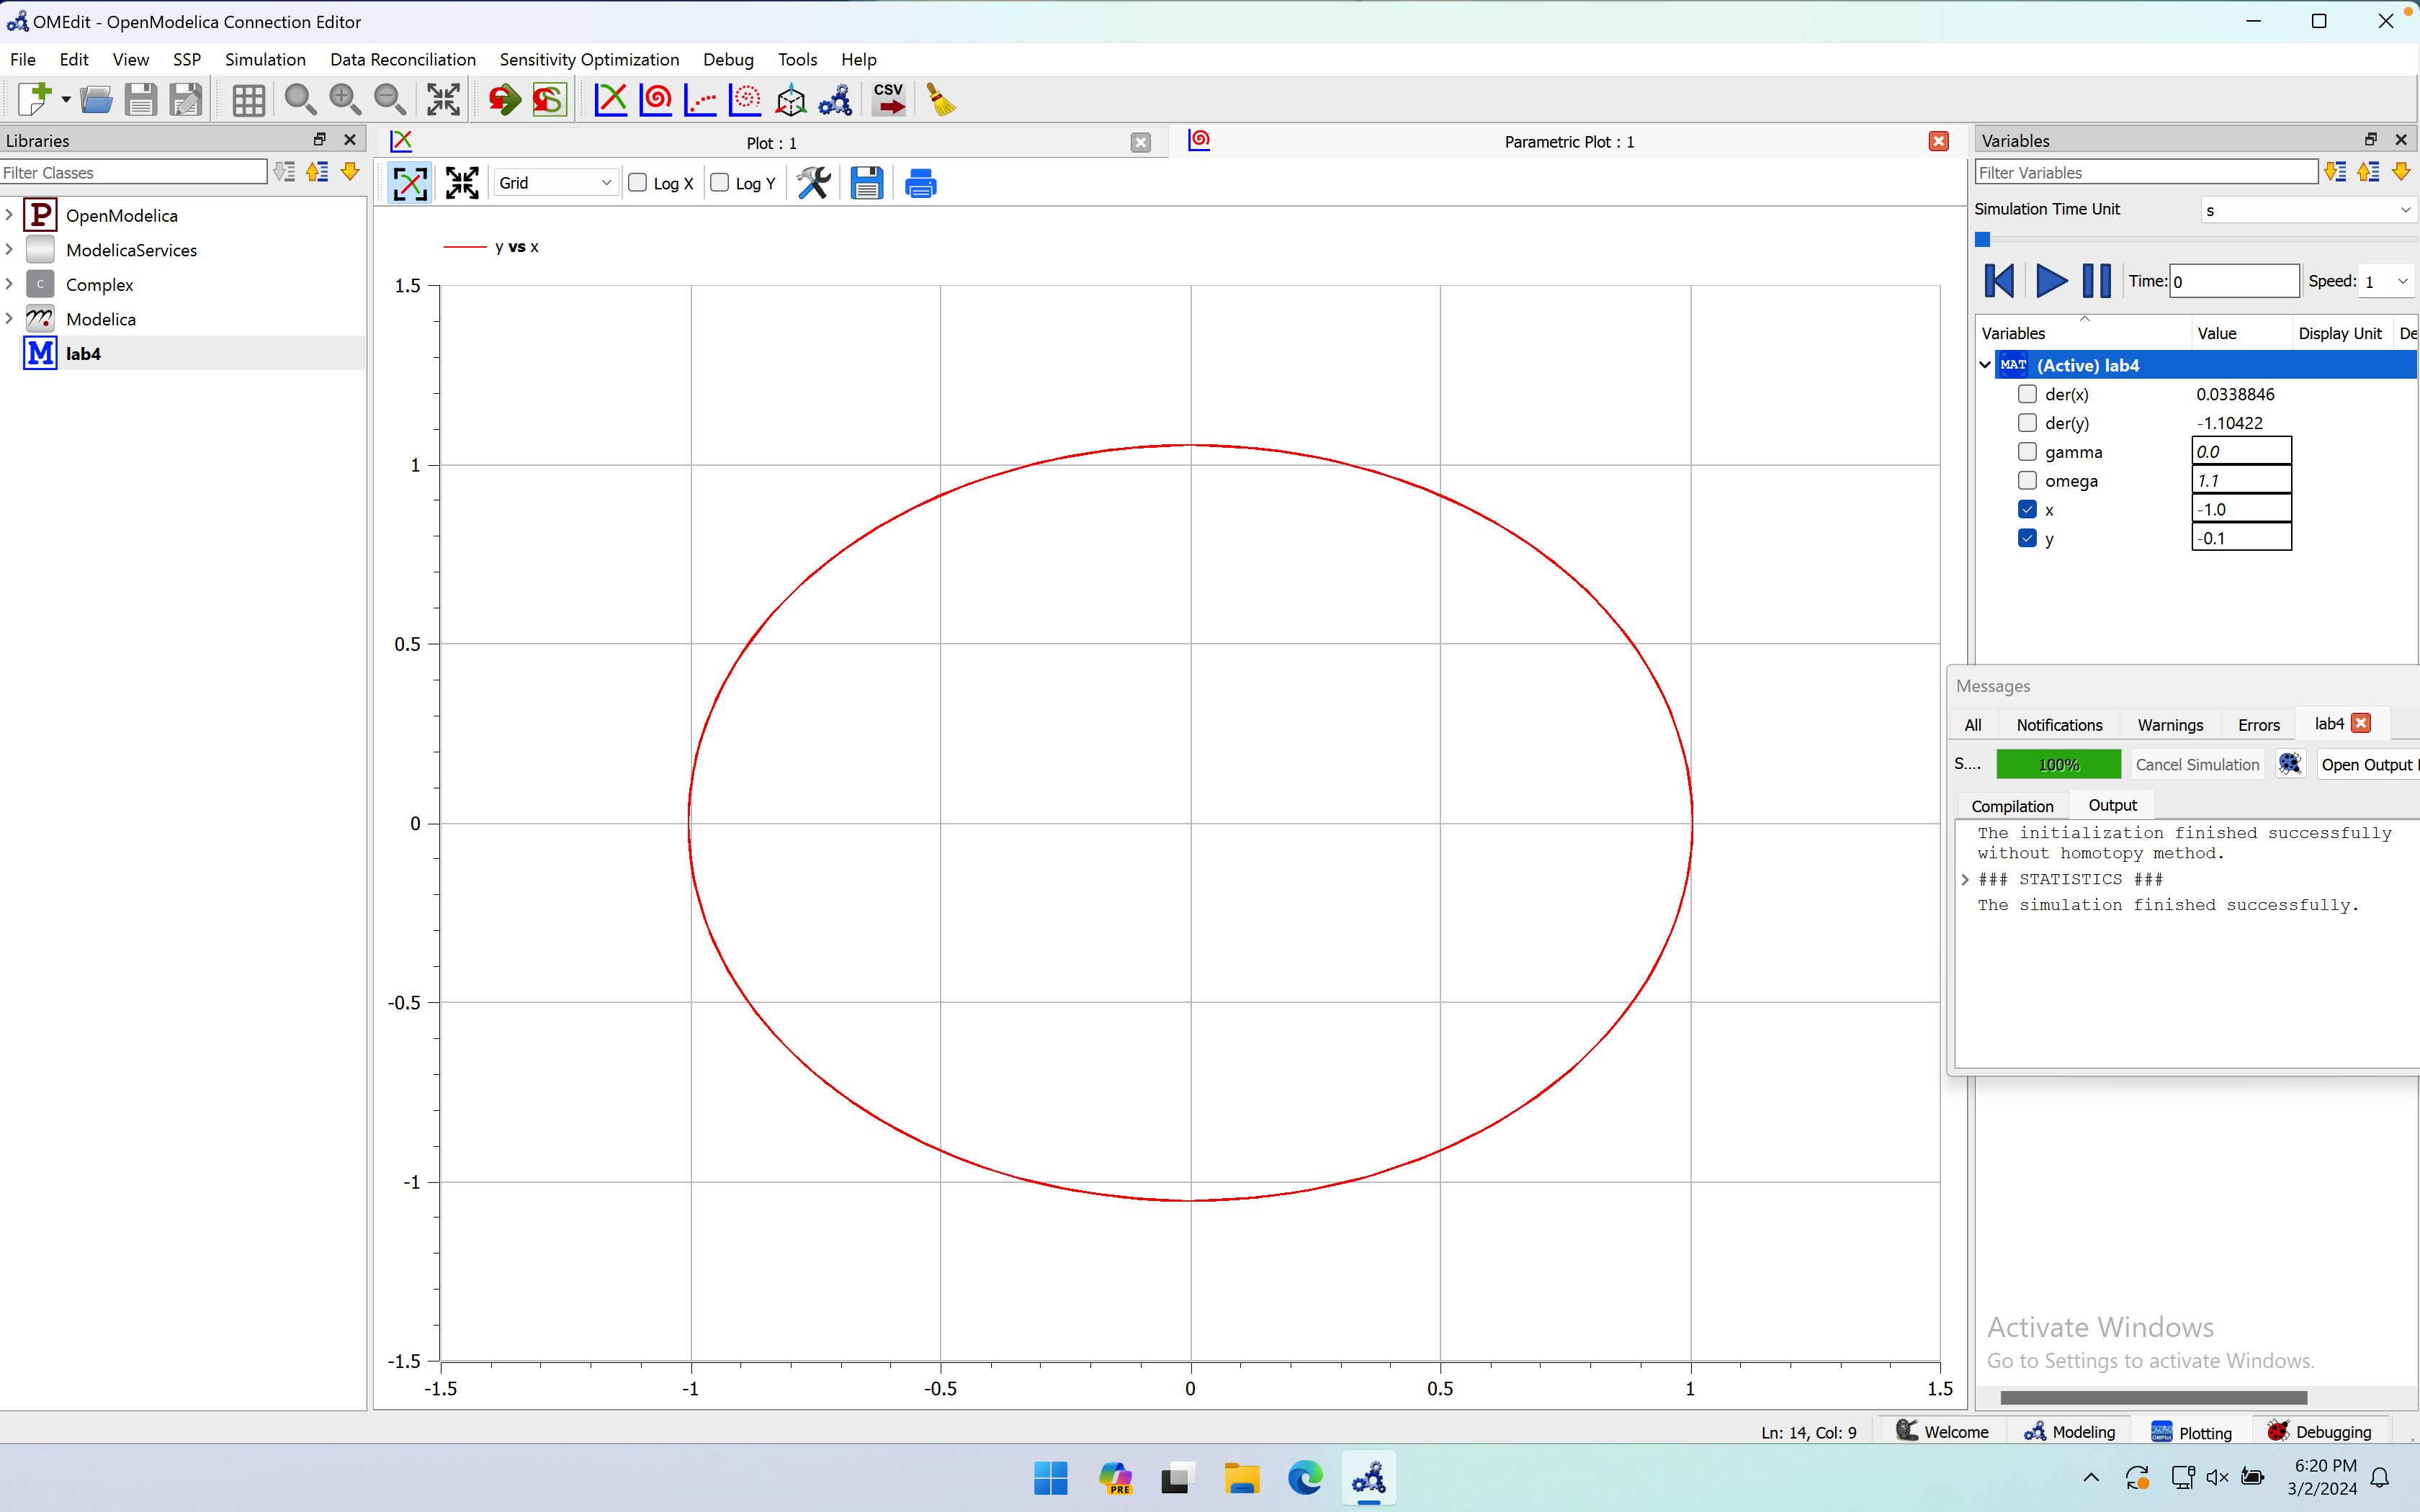 OMEdit - OpenModelica Connection Editor
File Edit View SSP Simulation Data Reconciliation Sensitivity Optimization Debug Tools Help
CSV
Libraries
Filter Classes
P OpenModelica
ModelicaServices
C Complex
Modelica
M lab4
Plot : 1
Parametric Plot : 1
Grid
Log X
Log Y
y vs x
1.5
1
0.5
0
-0.5
-1
-1.5
-1.5 -1 -0.5 0 0.5 1 1.5
Variables
Filter Variables
Simulation Time Unit s
Time: 0 Speed: 1
Variables Value Display Unit De
MAT (Active) lab4
der(x) 0.0338846
der(y) -1.10422
gamma 0.0
omega 1.1
x -1.0
y -0.1
Messages
All Notifications Warnings Errors lab4
S.... 100% Cancel Simulation Open Output
Compilation Output
The initialization finished successfully
without homotopy method.
### STATISTICS ###
The simulation finished successfully.
Activate Windows
Go to Settings to activate Windows.
Ln: 14, Col: 9 Welcome Modeling Plotting Debugging
PRE
6:20 PM
3/2/2024